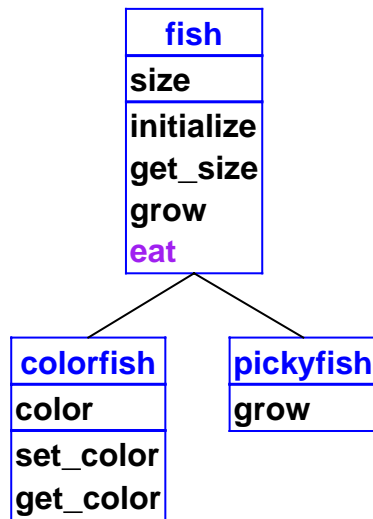 fish
size
initialize
get_size
grow
eat
colorfish
color
set_color
get_color
pickyfish
grow